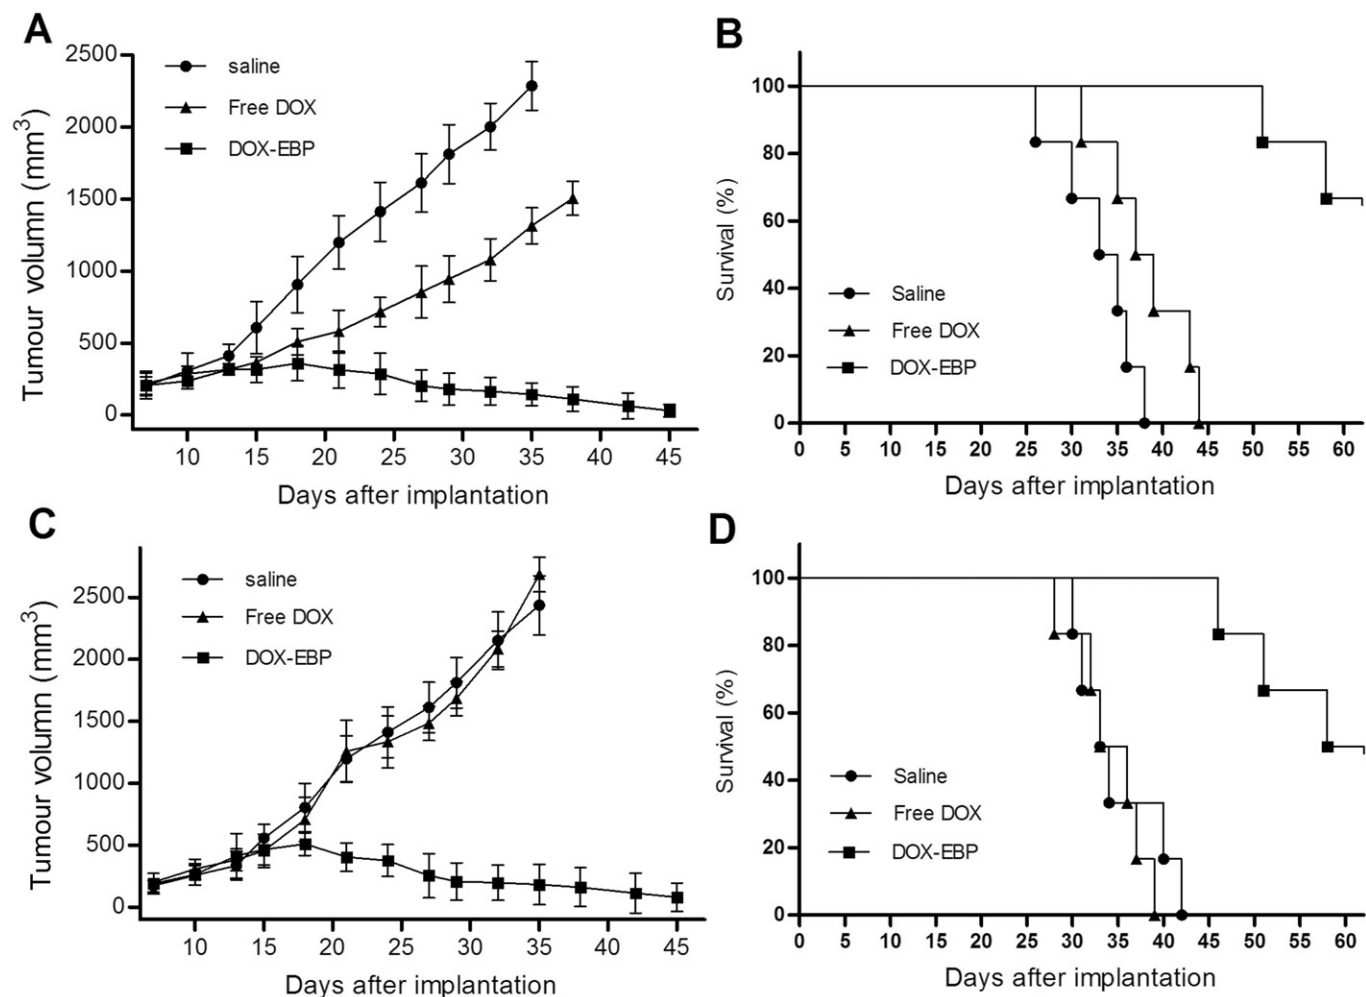 A
2500
2000
1500
1000
500
0
Tumour volumn (mm³)
saline
Free DOX
DOX-EBP
10 15 20 25 30 35 40 45
Days after implantation
B
100
80
60
40
20
0
Survival (%)
Saline
Free DOX
DOX-EBP
0 5 10 15 20 25 30 35 40 45 50 55 60
Days after implantation
C
2500
2000
1500
1000
500
0
Tumour volumn (mm³)
saline
Free DOX
DOX-EBP
10 15 20 25 30 35 40 45
Days after implantation
D
100
80
60
40
20
0
Survival (%)
Saline
Free DOX
DOX-EBP
0 5 10 15 20 25 30 35 40 45 50 55 60
Days after implantation